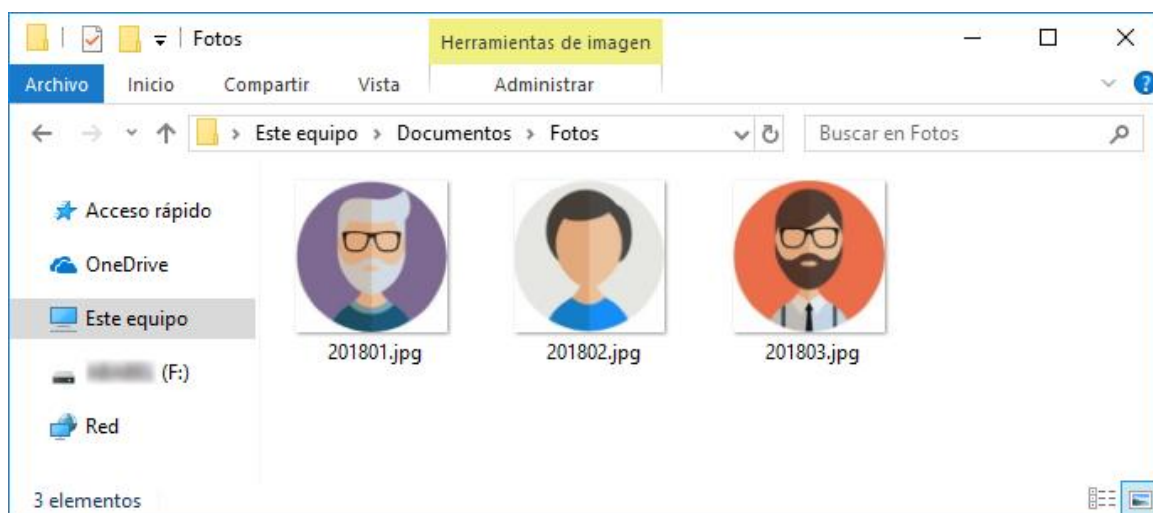 Fotos
Herramientas de imagen
Archivo Inicio Compartir Vista Administrar
Este equipo > Documentos > Fotos
Buscar en Fotos
Acceso rápido
OneDrive
Este equipo
(F:)
Red
201801.jpg 201802.jpg 201803.jpg
3 elementos